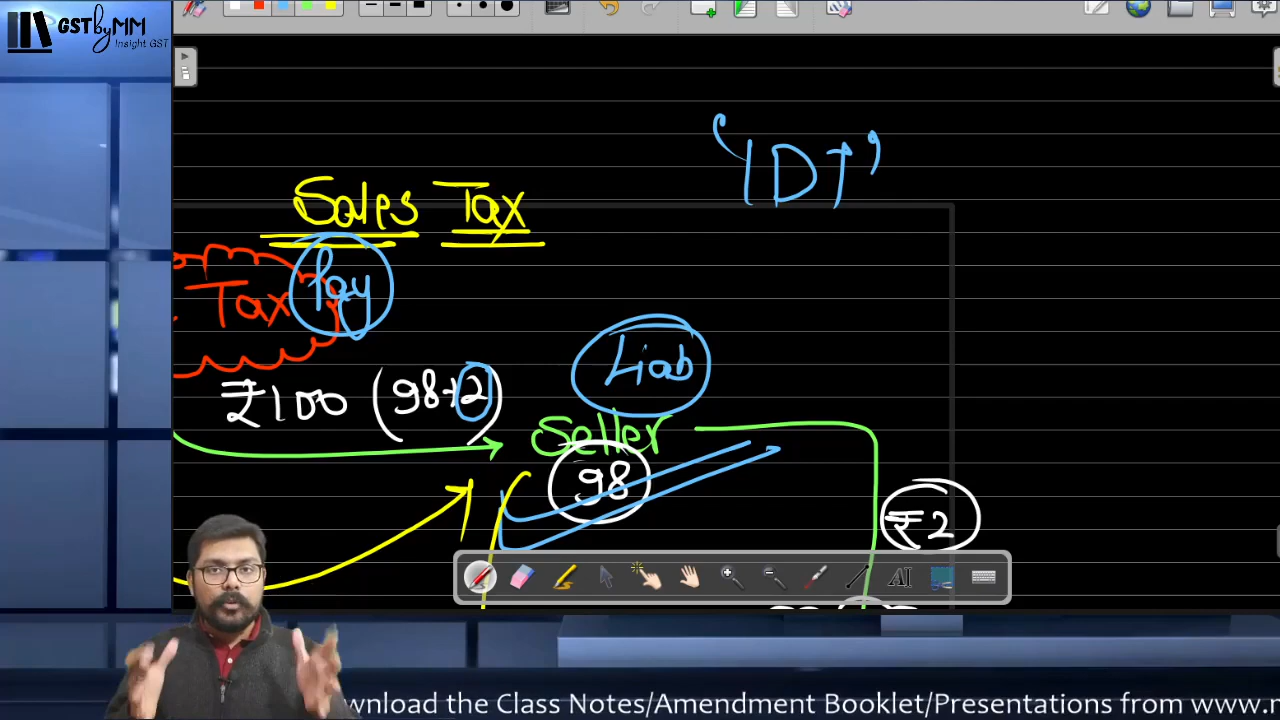 GSTbyMM
Insight GST
'IDT'
Sales Tax
Tax Pay
Liab
₹100 (98+2)
Seller
98
₹2
AI
wnload the Class Notes/Amendment Booklet/Presentations from www.